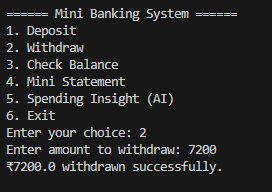 ====== Mini Banking System ======
1. Deposit
2. Withdraw
3. Check Balance
4. Mini Statement
5. Spending Insight (AI)
6. Exit
Enter your choice: 2
Enter amount to withdraw: 7200
₹7200.0 withdrawn successfully.